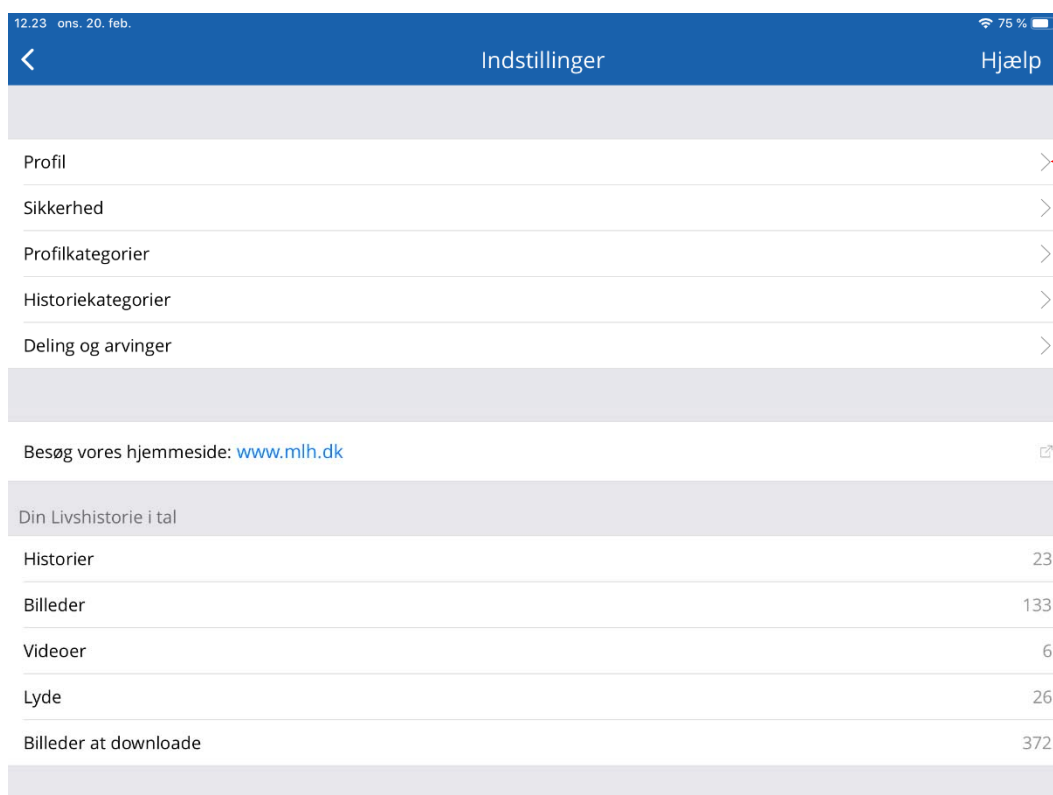 12.23 ons. 20. feb. 75 %
Indstillinger Hjælp
Profil
Sikkerhed
Profilkategorier
Historiekategorier
Deling og arvinger
Besøg vores hjemmeside: www.mlh.dk
Din Livshistorie i tal
Historier 23
Billeder 133
Videoer 6
Lyde 26
Billeder at downloade 372